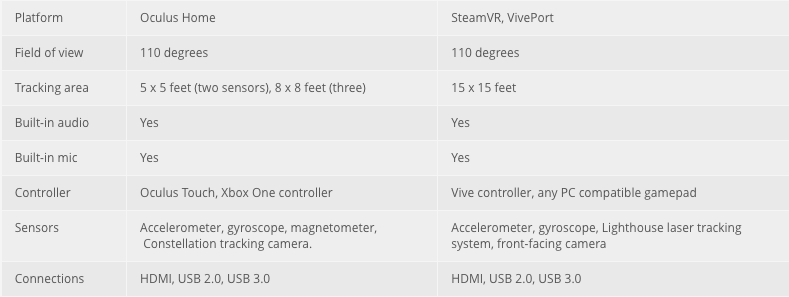 Platform Oculus Home SteamVR, VivePort
Field of view 110 degrees 110 degrees
Tracking area 5 x 5 feet (two sensors), 8 x 8 feet (three) 15 x 15 feet
Built-in audio Yes Yes
Built-in mic Yes Yes
Controller Oculus Touch, Xbox One controller Vive controller, any PC compatible gamepad
Sensors Accelerometer, gyroscope, magnetometer, Accelerometer, gyroscope, Lighthouse laser tracking
Constellation tracking camera. system, front-facing camera
Connections HDMI, USB 2.0, USB 3.0 HDMI, USB 2.0, USB 3.0